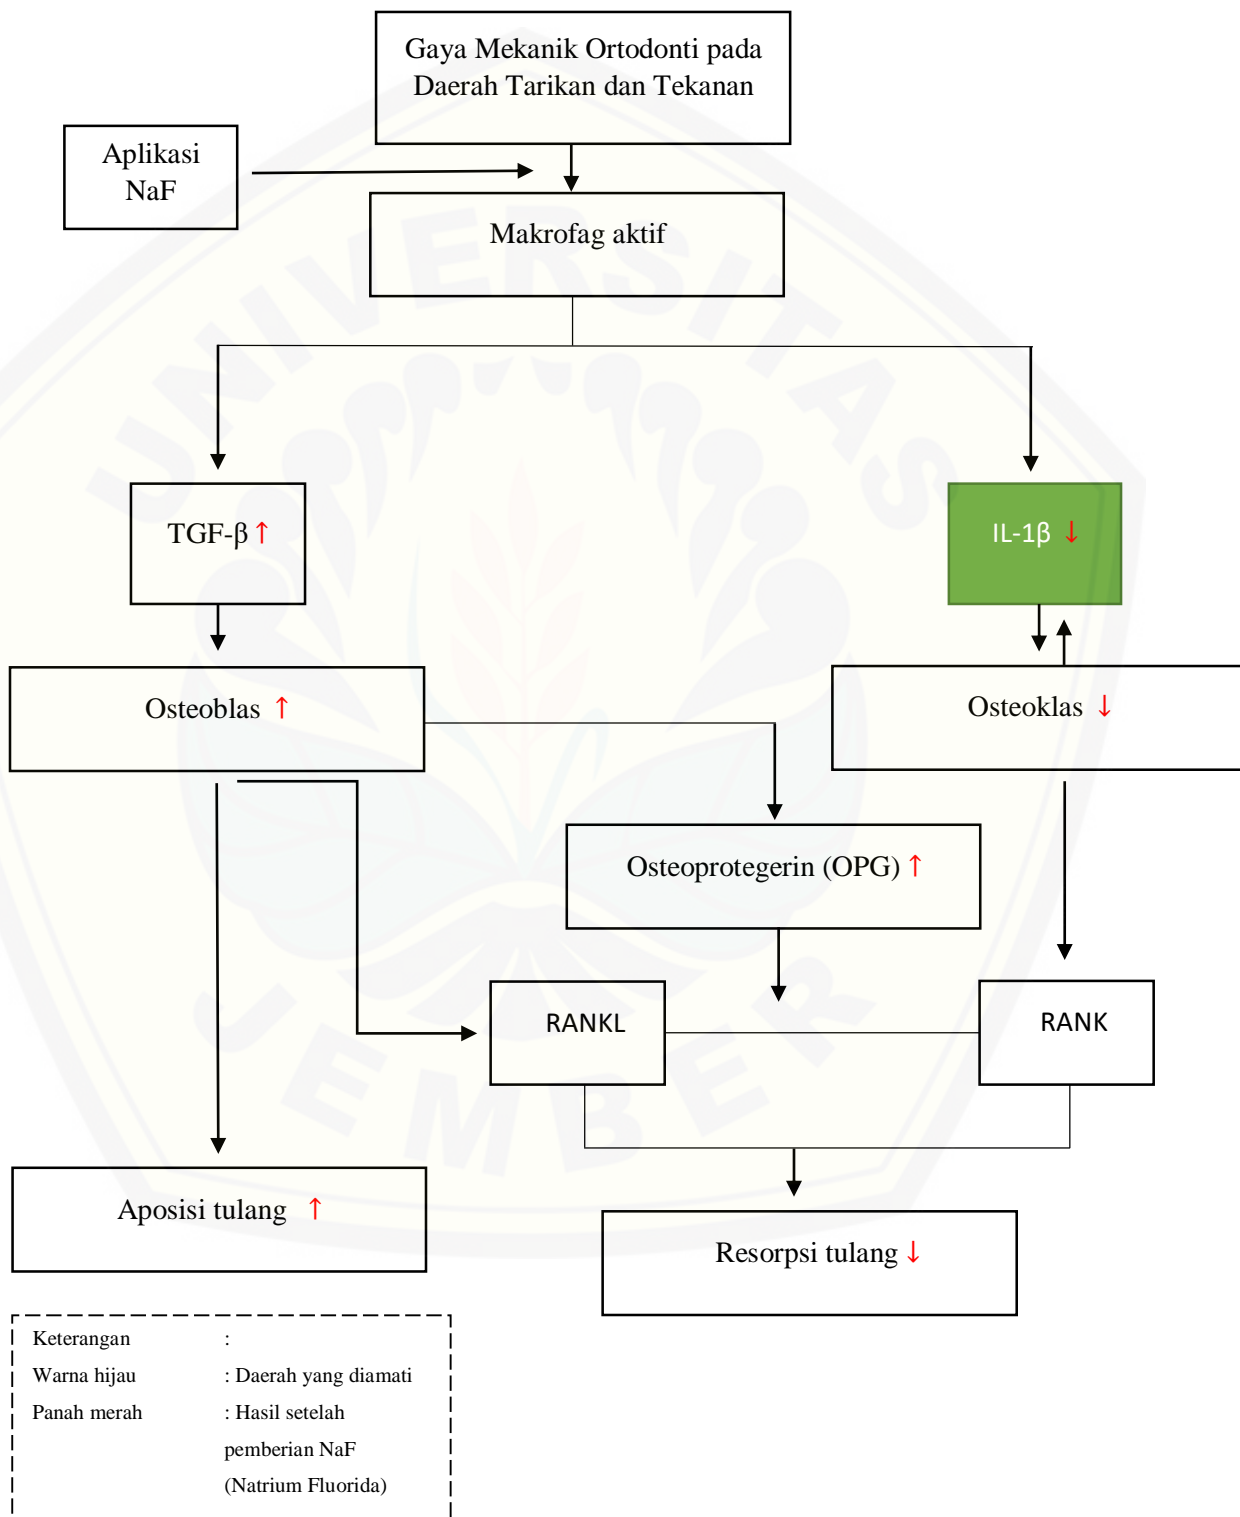 Gaya Mekanik Ortodonti pada
Daerah Tarikan dan Tekanan
Aplikasi
NaF
Makrofag aktif
TGF-β ↑
IL-1β ↓
Osteoblas ↑
Osteoklas ↓
Osteoprotegerin (OPG) ↑
RANKL
RANK
Aposisi tulang ↑
Resorpsi tulang ↓
Keterangan :
Warna hijau : Daerah yang diamati
Panah merah : Hasil setelah
pemberian NaF
(Natrium Fluorida)
UNIVERSITAS
JEMBER